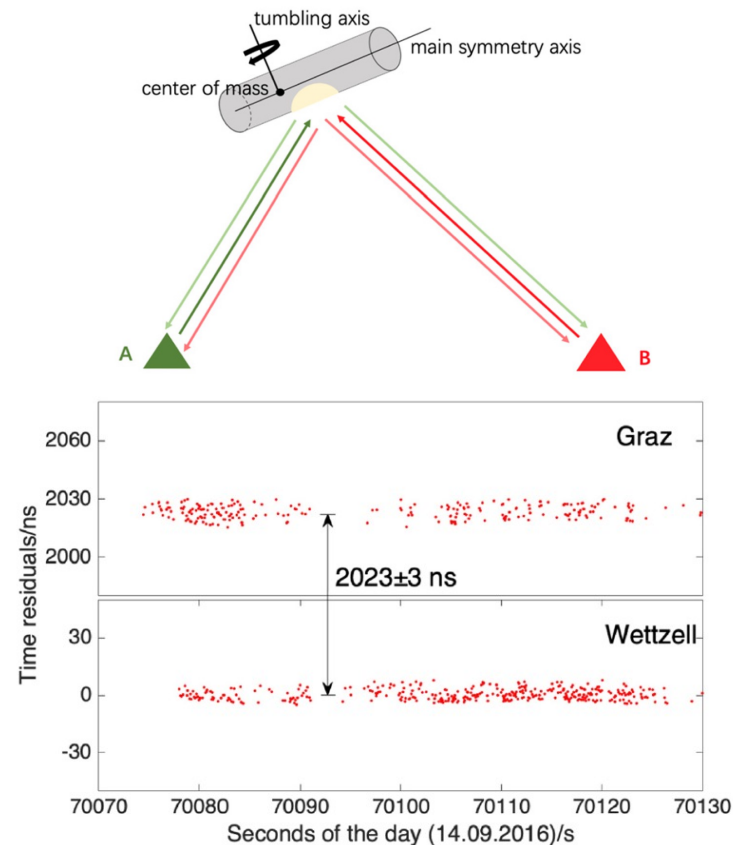 tumbling axis
main symmetry axis
center of mass
A
B
Graz
2060
2030
2000
2023±3 ns
Time residuals/ns
Wettzell
30
0
-30
70070 70080 70090 70100 70110 70120 70130
Seconds of the day (14.09.2016)/s